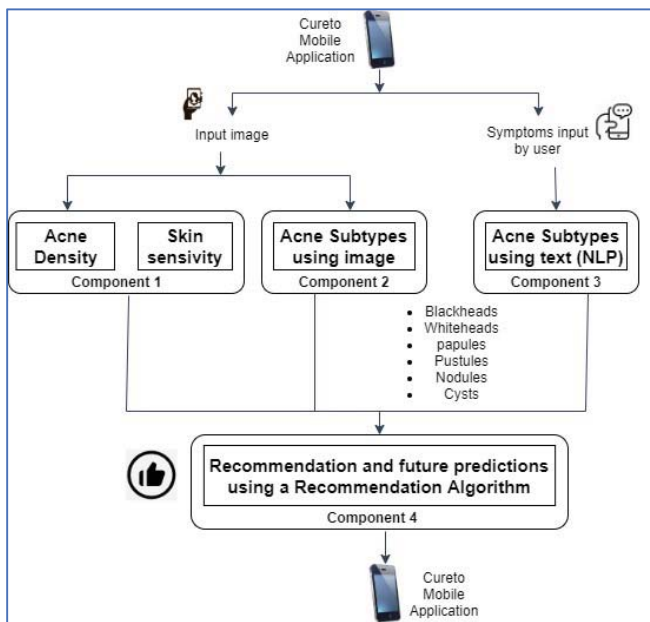 Cureto
Mobile
Application
Input image
Symptoms input
by user
Acne
Density
Skin
sensivity
Component 1
Acne Subtypes
using image
Component 2
Acne Subtypes
using text (NLP)
Component 3
• Blackheads
• Whiteheads
• papules
• Pustules
• Nodules
• Cysts
Recommendation and future predictions
using a Recommendation Algorithm
Component 4
Cureto
Mobile
Application